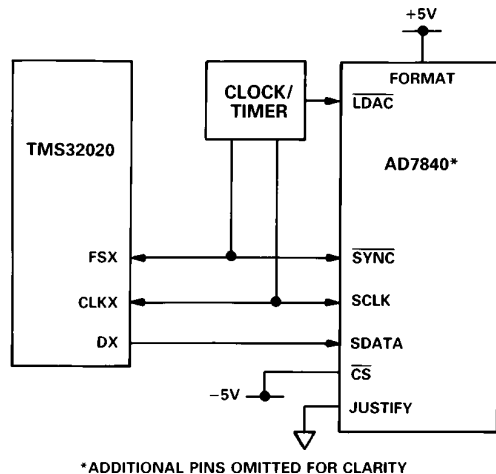 +5V
FORMAT
CLOCK/
TIMER
LDAC
TMS32020
AD7840*
FSX
SYNC
CLKX
SCLK
DX
SDATA
CS
−5V
JUSTIFY
*ADDITIONAL PINS OMITTED FOR CLARITY